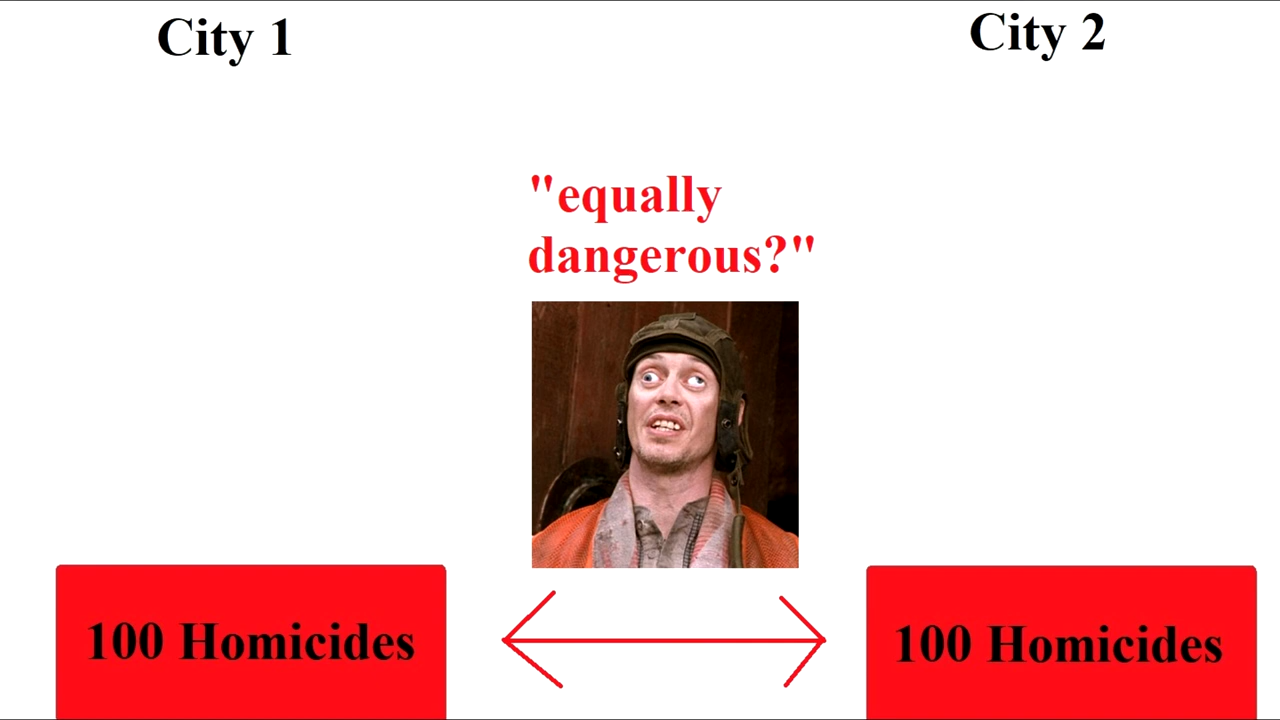 City 1
City 2
"equally
dangerous?"
100 Homicides
100 Homicides